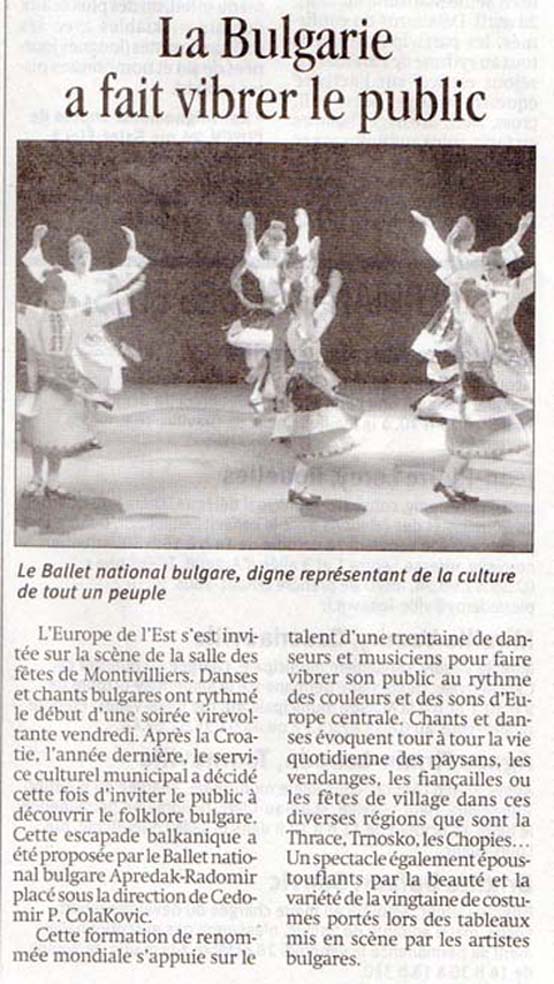 La Bulgarie
a fait vibrer le public
Le Ballet national bulgare, digne représentant de la culture
de tout un peuple
L'Europe de l'Est s'est invi-
tée sur la scène de la salle des
fêtes de Montivilliers. Danses
et chants bulgares ont rythmé
le début d'une soirée virevol-
tante vendredi. Après la Croa-
tie, l'année dernière, le servi-
ce culturel municipal a décidé
cette fois d'inviter le public à
découvrir le folklore bulgare.
Cette escapade balkanique a
été proposée par le Ballet natio-
nal bulgare Apredak-Radomir
placé sous la direction de Cedo-
mir P. ColaKovic.
Cette formation de renom-
mée mondiale s'appuie sur le
talent d'une trentaine de dan-
seurs et musiciens pour faire
vibrer son public au rythme
des couleurs et des sons d'Eu-
rope centrale. Chants et dan-
ses évoquent tour à tour la vie
quotidienne des paysans, les
vendanges, les fiançailles ou
les fêtes de village dans ces
diverses régions que sont la
Thrace, Trnosko, les Chopies...
Un spectacle également épous-
touflants par la beauté et la
variété de la vingtaine de costu-
mes portés lors des tableaux
mis en scène par les artistes
bulgares.